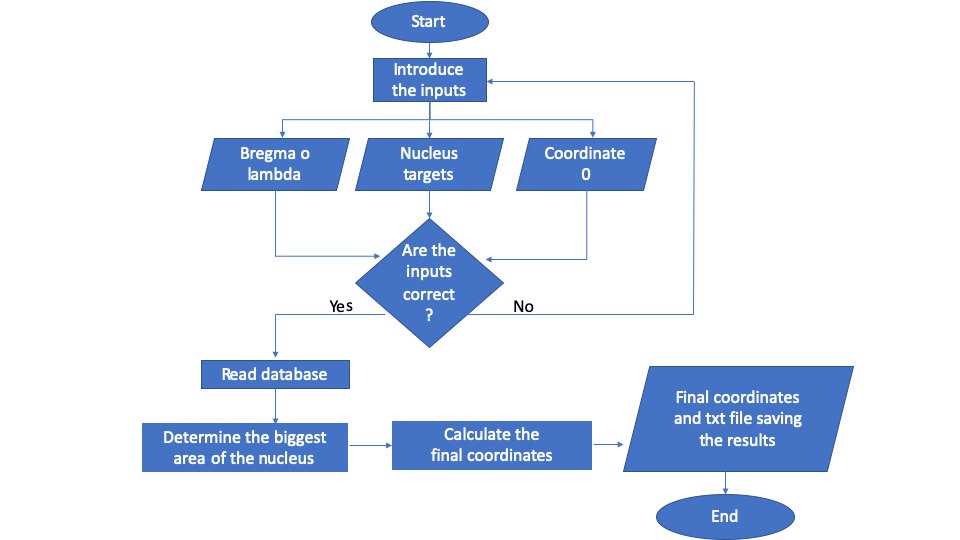 Start
Introduce
the inputs
Bregma o
lambda
Nucleus
targets
Coordinate
0
Are the
inputs
correct
?
Yes
No
Read database
Determine the biggest
area of the nucleus
Calculate the
final coordinates
Final coordinates
and txt file saving
the results
End